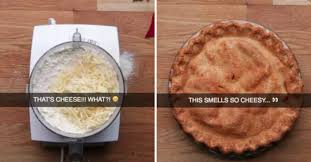 THAT'S CHEESE!!! WHAT?! 😳
THIS SMELLS SO CHEESY... 👀